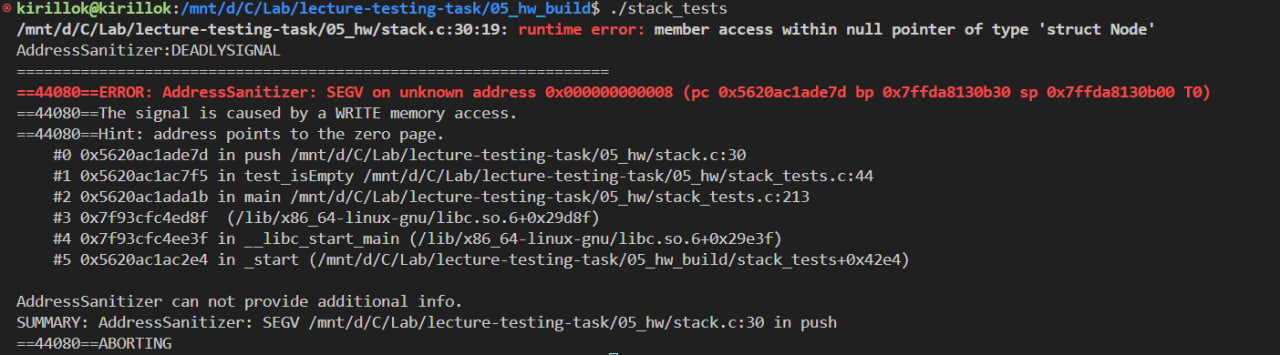 kirillok@kirillok:/mnt/d/C/Lab/lecture-testing-task/05_hw_build$ ./stack_tests
/mnt/d/C/Lab/lecture-testing-task/05_hw/stack.c:30:19: runtime error: member access within null pointer of type 'struct Node'
AddressSanitizer:DEADLYSIGNAL
=================================================================
==44080==ERROR: AddressSanitizer: SEGV on unknown address 0x000000000008 (pc 0x5620ac1ade7d bp 0x7ffda8130b30 sp 0x7ffda8130b00 T0)
==44080==The signal is caused by a WRITE memory access.
==44080==Hint: address points to the zero page.
    #0 0x5620ac1ade7d in push /mnt/d/C/Lab/lecture-testing-task/05_hw/stack.c:30
    #1 0x5620ac1ac7f5 in test_isEmpty /mnt/d/C/Lab/lecture-testing-task/05_hw/stack_tests.c:44
    #2 0x5620ac1ada1b in main /mnt/d/C/Lab/lecture-testing-task/05_hw/stack_tests.c:213
    #3 0x7f93cfc4ed8f  (/lib/x86_64-linux-gnu/libc.so.6+0x29d8f)
    #4 0x7f93cfc4ee3f in __libc_start_main (/lib/x86_64-linux-gnu/libc.so.6+0x29e3f)
    #5 0x5620ac1ac2e4 in _start (/mnt/d/C/Lab/lecture-testing-task/05_hw_build/stack_tests+0x42e4)

AddressSanitizer can not provide additional info.
SUMMARY: AddressSanitizer: SEGV /mnt/d/C/Lab/lecture-testing-task/05_hw/stack.c:30 in push
==44080==ABORTING